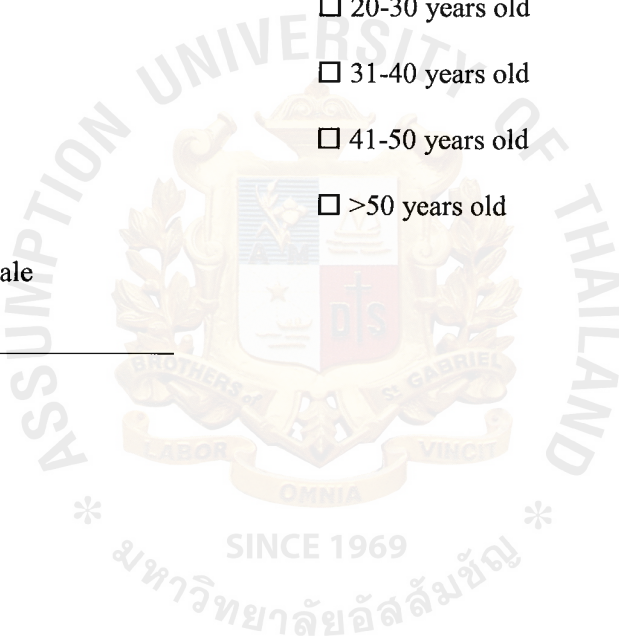 ☐ 20-30 years old
☐ 31-40 years old
☐ 41-50 years old
☐ >50 years old
ale
ASSUMPTION UNIVERSITY OF THAILAND
A M
D S
BROTHERS of St GABRIEL
LABOR OMNIA VINCIT
SINCE 1969
* มหาวิทยาลัยอัสสัมชัญ *